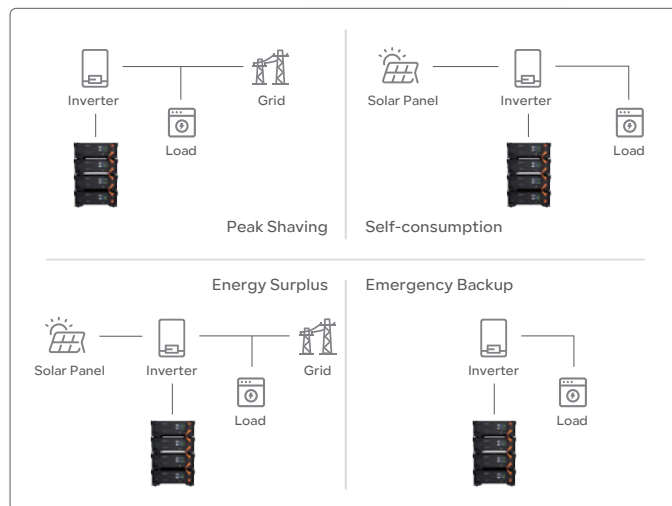 Inverter
Grid
Load
Peak Shaving
Solar Panel
Inverter
Load
Self-consumption
Energy Surplus
Solar Panel
Inverter
Grid
Load
Emergency Backup
Inverter
Load